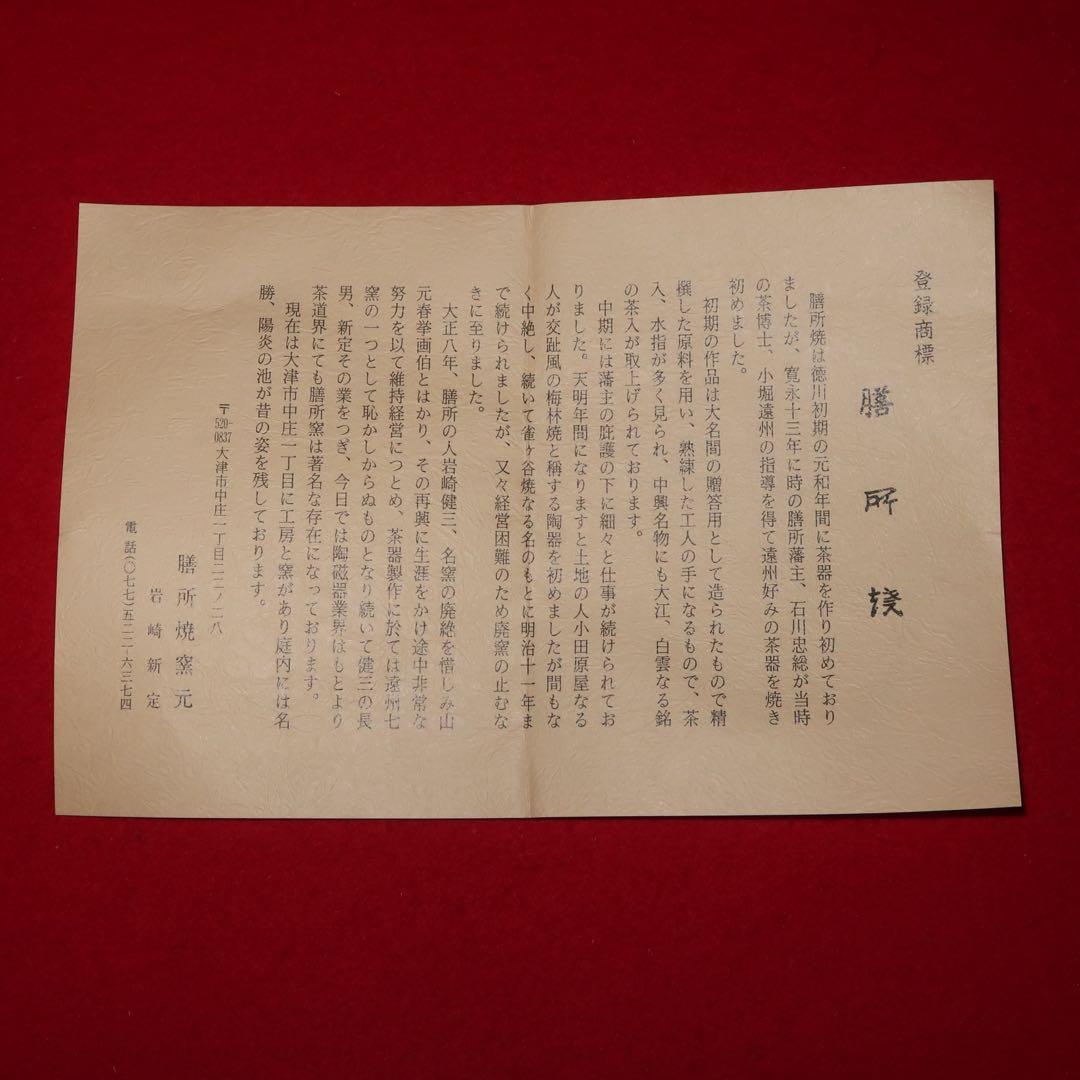 登録商標
膳所焼
膳所焼は徳川初期の元和年間に茶器を作り初めており
ましたが、寛永十三年に時の膳所藩主、石川忠総が当時
の茶博士、小堀遠州の指導を得て遠州好みの茶器を焼き
初めました。
初期の作品は大名間の贈答用として造られたもので精
撰した原料を用い、熟練した工人の手になるもので、茶
入、水指が多く見られ、中興名物にも大江、白雲なる銘
の茶入が取上げられております。
中期には藩主の庇護の下に細々と仕事が続けられてお
りました。天明年間になりますと土地の人小田原屋なる
人が交趾風の梅林焼と稱する陶器を初めましたが間もな
く中絶し、続いて雀ヶ谷焼なる名のもとに明治十一年ま
で続けられましたが、又々経営困難のため廃窯の止むな
きに至りました。
大正八年、膳所の人岩崎健三、名窯の廃絶を惜しみ山
元春挙画伯とはかり、その再興に生涯をかけ途中非常な
努力を以て維持経営につとめ、茶器製作に於ては遠州七
窯の一つとして恥かしからぬものとなり続いて健三の長
男、新定その業をつぎ、今日では陶磁器業界はもとより
茶道界にても膳所窯は著名な存在になっております。
現在は大津市中庄一丁目に工房と窯があり庭内には名
勝、陽炎の池が昔の姿を残しております。
〒520-0837 大津市中庄一丁目二二ノ二八
膳所焼窯元
岩崎新定
電話(〇七七)五二二-六三七四